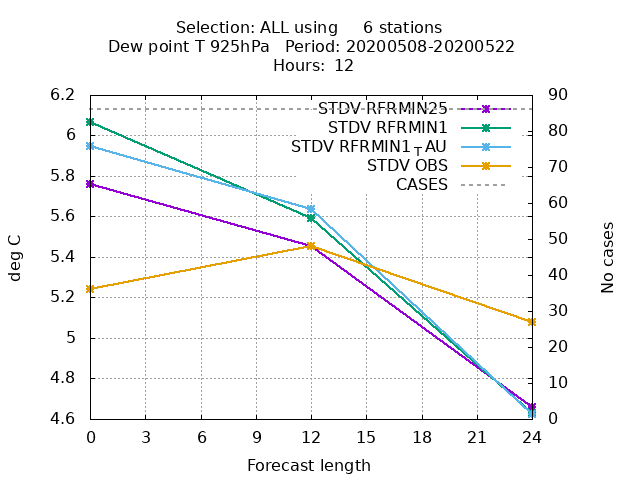 Selection: ALL using     6 stations
Dew point T 925hPa   Period: 20200508-20200522
Hours: 12
STDV RFRMIN25
STDV RFRMIN1
STDV RFRMIN1TAU
STDV OBS
CASES
6.2
6
5.8
5.6
5.4
5.2
5
4.8
4.6
deg C
90
80
70
60
50
40
30
20
10
0
No cases
0 3 6 9 12 15 18 21 24
Forecast length